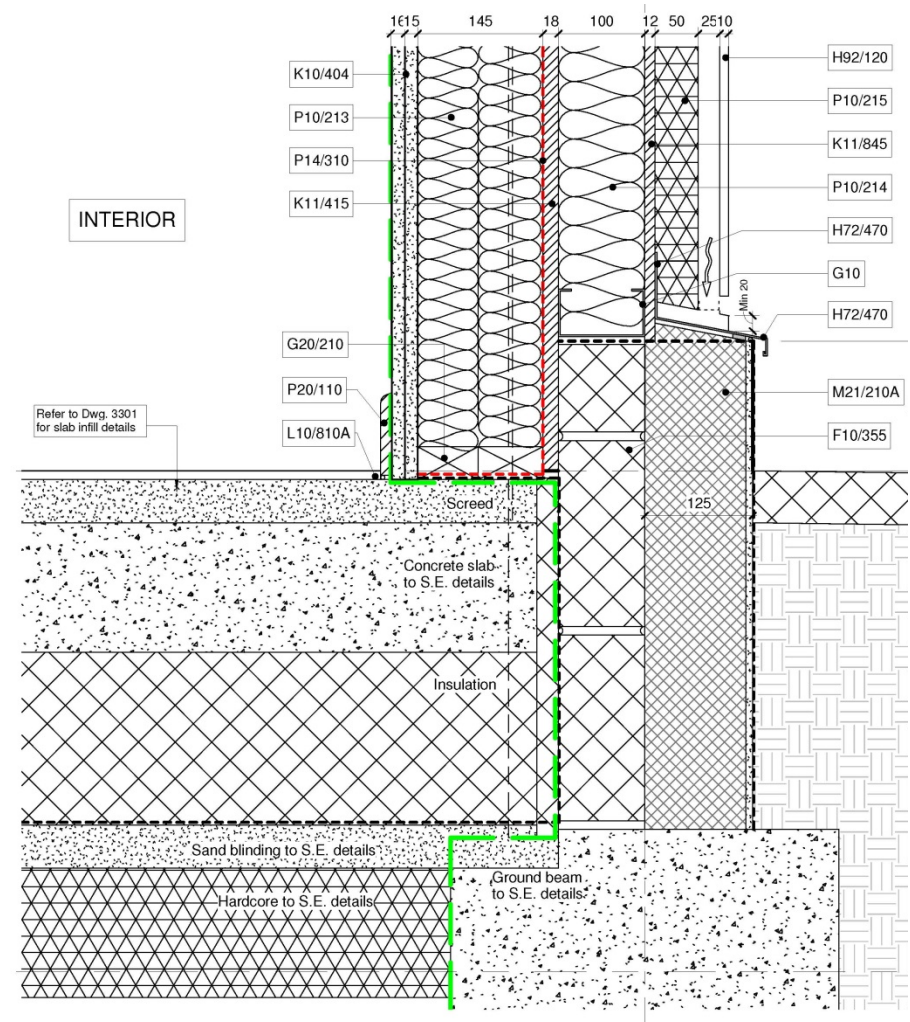 16 15 145 18 100 12 50 25 10
K10/404
P10/213
P14/310
K11/415
INTERIOR
G20/210
P20/110
Refer to Dwg. 3301
for slab infill details
L10/810A
H92/120
P10/215
K11/845
P10/214
H72/470
G10
Min 20
H72/470
M21/210A
F10/355
125
Screed
Concrete slab
to S.E. details
Insulation
Sand blinding to S.E. details
Ground beam
to S.E. details
Hardcore to S.E. details